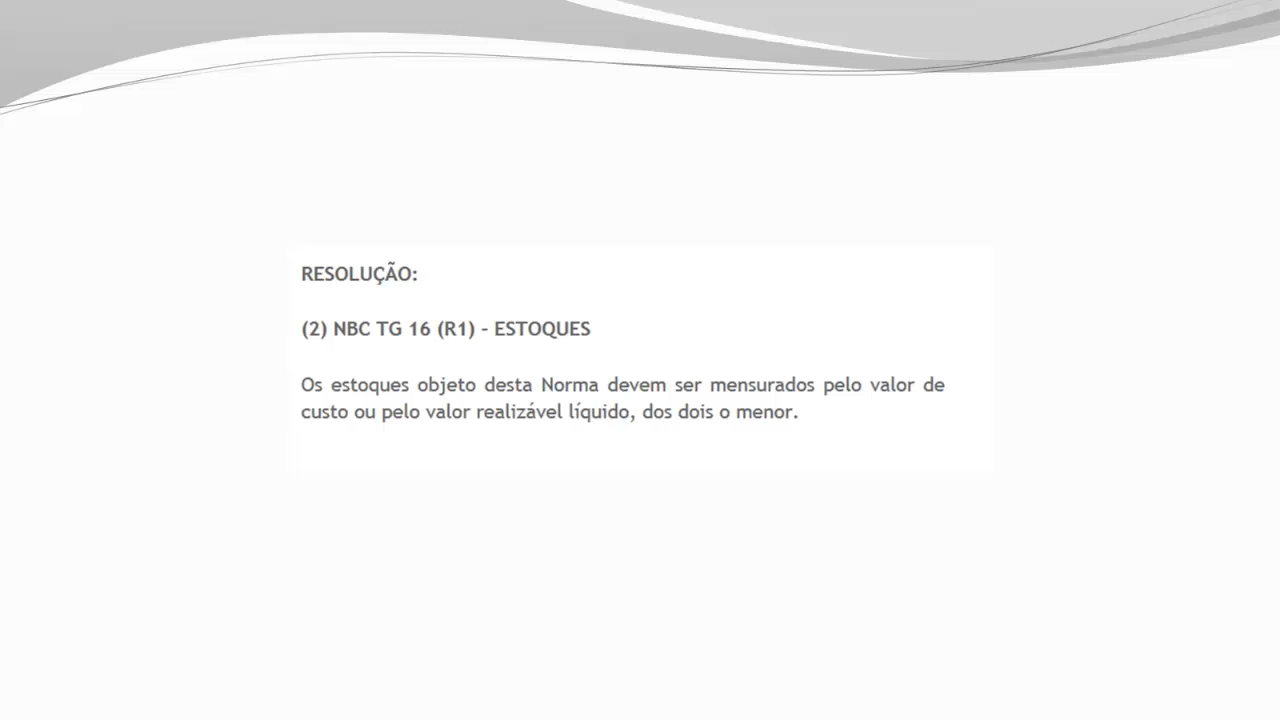 RESOLUÇÃO:
(2) NBC TG 16 (R1) - ESTOQUES
Os estoques objeto desta Norma devem ser mensurados pelo valor de
custo ou pelo valor realizável líquido, dos dois o menor.